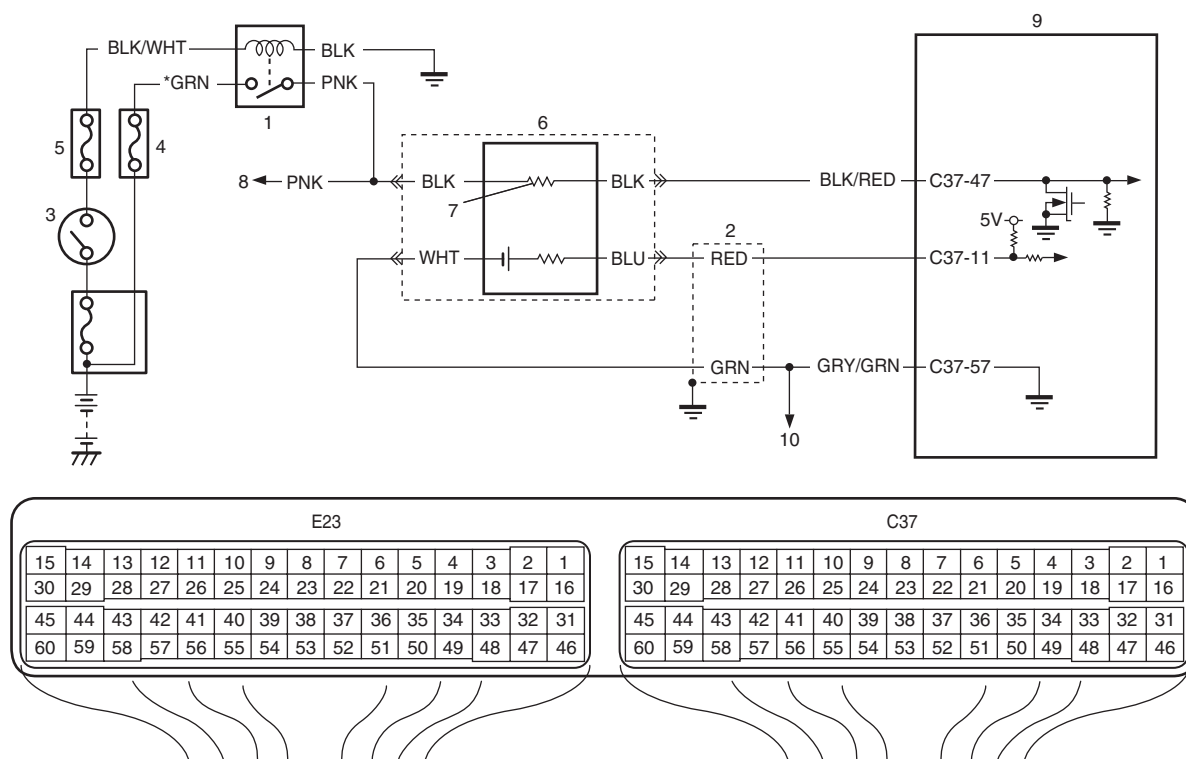 9
BLK/WHT
BLK
*GRN
PNK
1
5
4
6
8
PNK
BLK
BLK
BLK/RED
C37-47
7
3
5V
2
WHT
BLU
RED
C37-11
GRN
GRY/GRN
C37-57
10
E23
C37
15 14 13 12 11 10 9 8 7 6 5 4 3 2 1
30 29 28 27 26 25 24 23 22 21 20 19 18 17 16
45 44 43 42 41 40 39 38 37 36 35 34 33 32 31
60 59 58 57 56 55 54 53 52 51 50 49 48 47 46
15 14 13 12 11 10 9 8 7 6 5 4 3 2 1
30 29 28 27 26 25 24 23 22 21 20 19 18 17 16
45 44 43 42 41 40 39 38 37 36 35 34 33 32 31
60 59 58 57 56 55 54 53 52 51 50 49 48 47 46